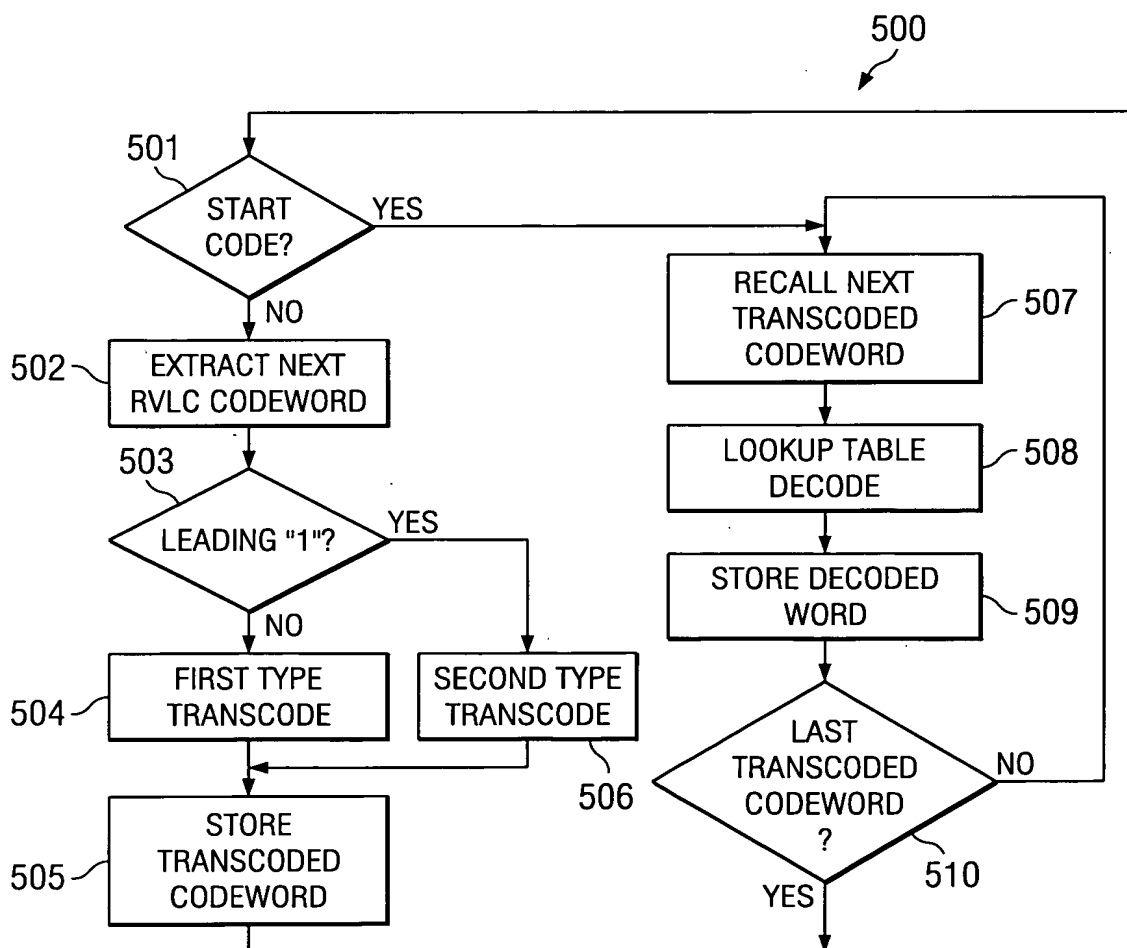 500
501
START
CODE?
YES
NO
502
EXTRACT NEXT
RVLC CODEWORD
503
LEADING "1"?
YES
NO
504
FIRST TYPE
TRANSCODE
SECOND TYPE
TRANSCODE
506
505
STORE
TRANSCODED
CODEWORD
RECALL NEXT
TRANSCODED
CODEWORD
507
LOOKUP TABLE
DECODE
508
STORE DECODED
WORD
509
LAST
TRANSCODED
CODEWORD
?
NO
510
YES